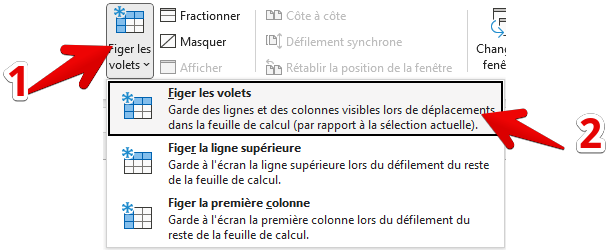 Figer les
volets
Fractionner
Masquer
Afficher
Côte à côte
Défilement synchrone
Rétablir la position de la fenêtre
Chang
fenê
1
Figer les volets
Garde des lignes et des colonnes visibles lors de déplacements
dans la feuille de calcul (par rapport à la sélection actuelle).
2
Figer la ligne supérieure
Garde à l'écran la ligne supérieure lors du défilement du reste
de la feuille de calcul.
Figer la première colonne
Garde à l'écran la première colonne lors du défilement du
reste de la feuille de calcul.